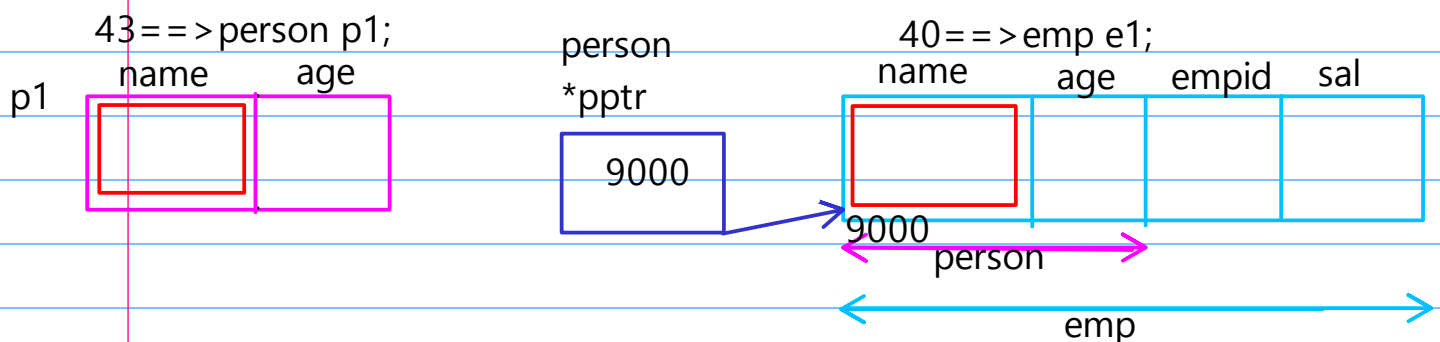 43==>person p1;
name age
p1
person
*pptr
9000
40==>emp e1;
name age empid sal
9000
person
emp